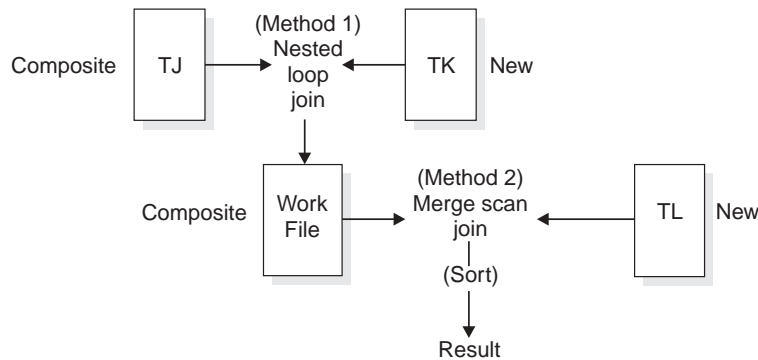 (Method 1)
Composite TJ Nested TK New
loop
join
(Method 2)
Composite Work Merge scan TL New
File join
(Sort)
Result